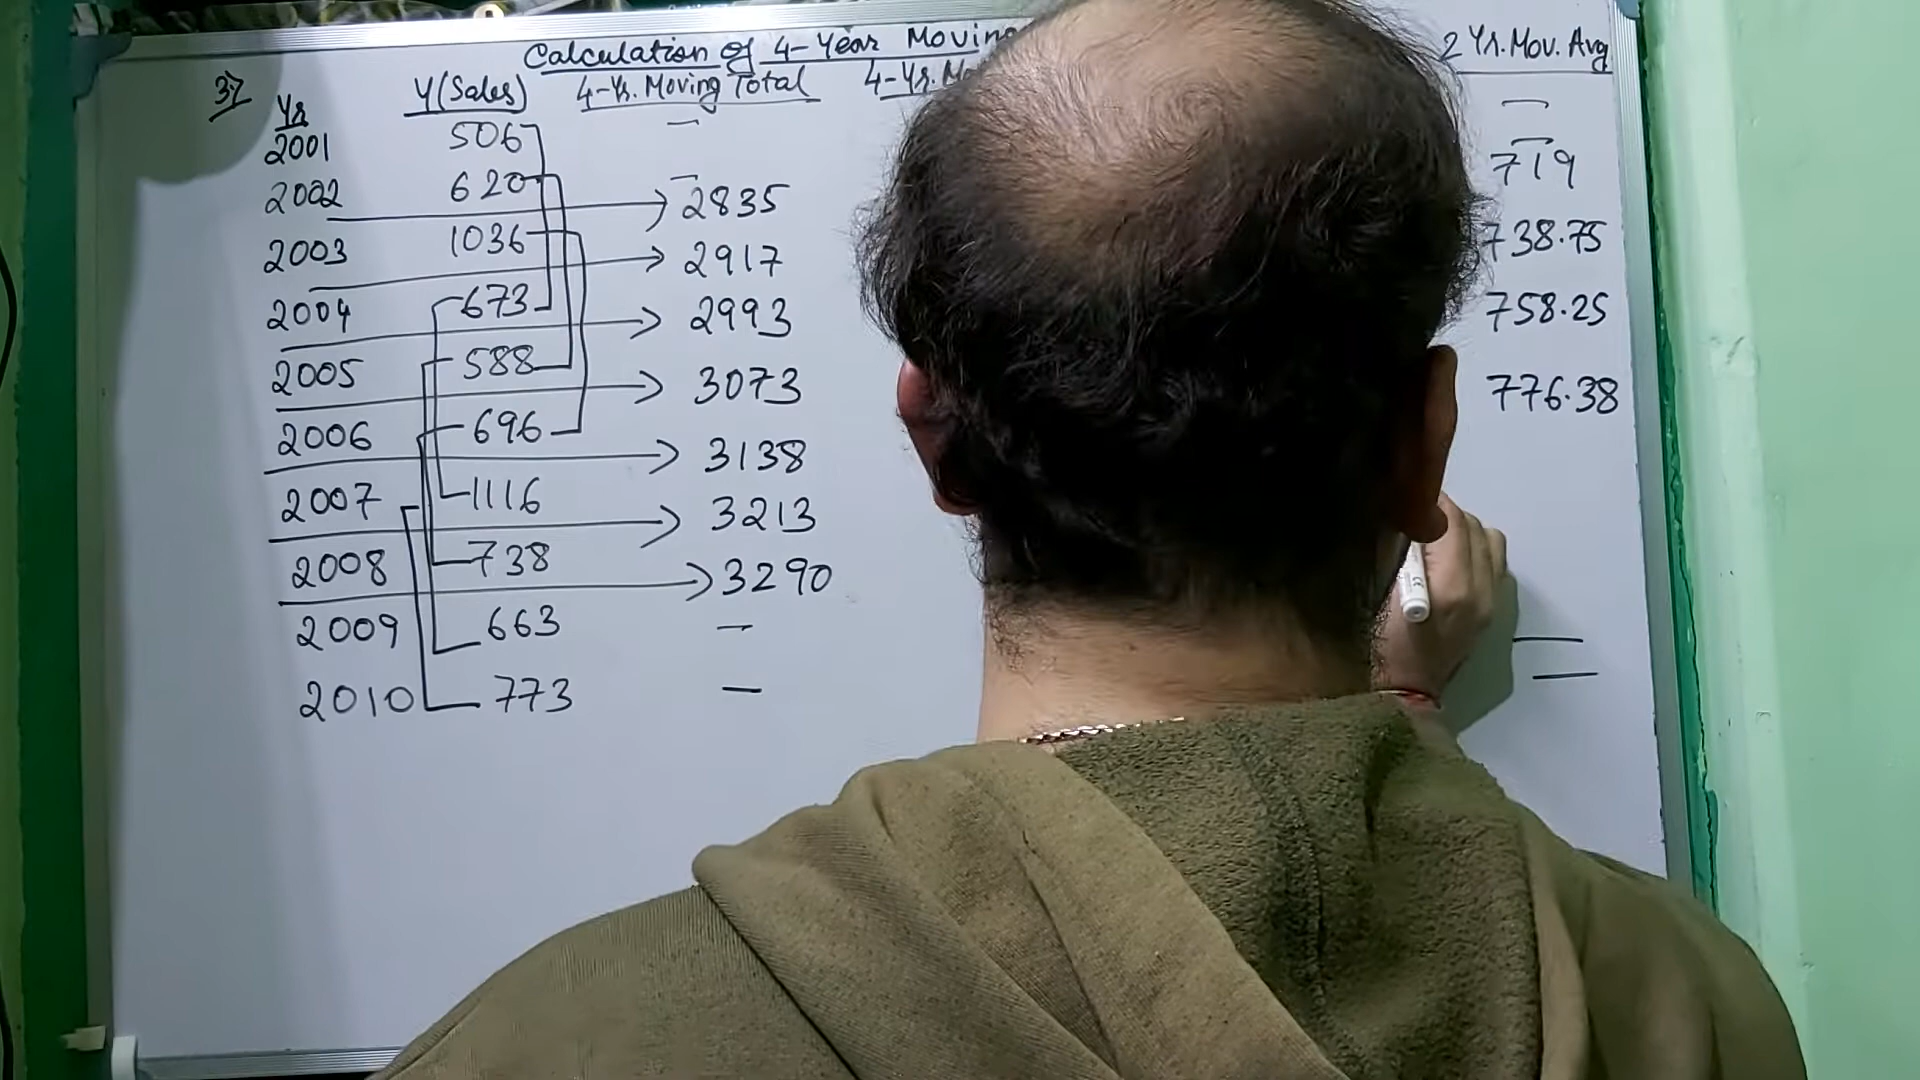 Calculation of 4-Year Moving
37 Yr Y(Sales) 4-Yr. Moving Total 4-Yr. 2 Yr. Mov. Avg
2001 506 — —
2002 620 — —
2835 719
2003 1036
2917 738.75
2004 673
2993 758.25
2005 588
3073 776.38
2006 696
3138
2007 1116
3213
2008 738
3290
2009 663 — —
2010 773 — —